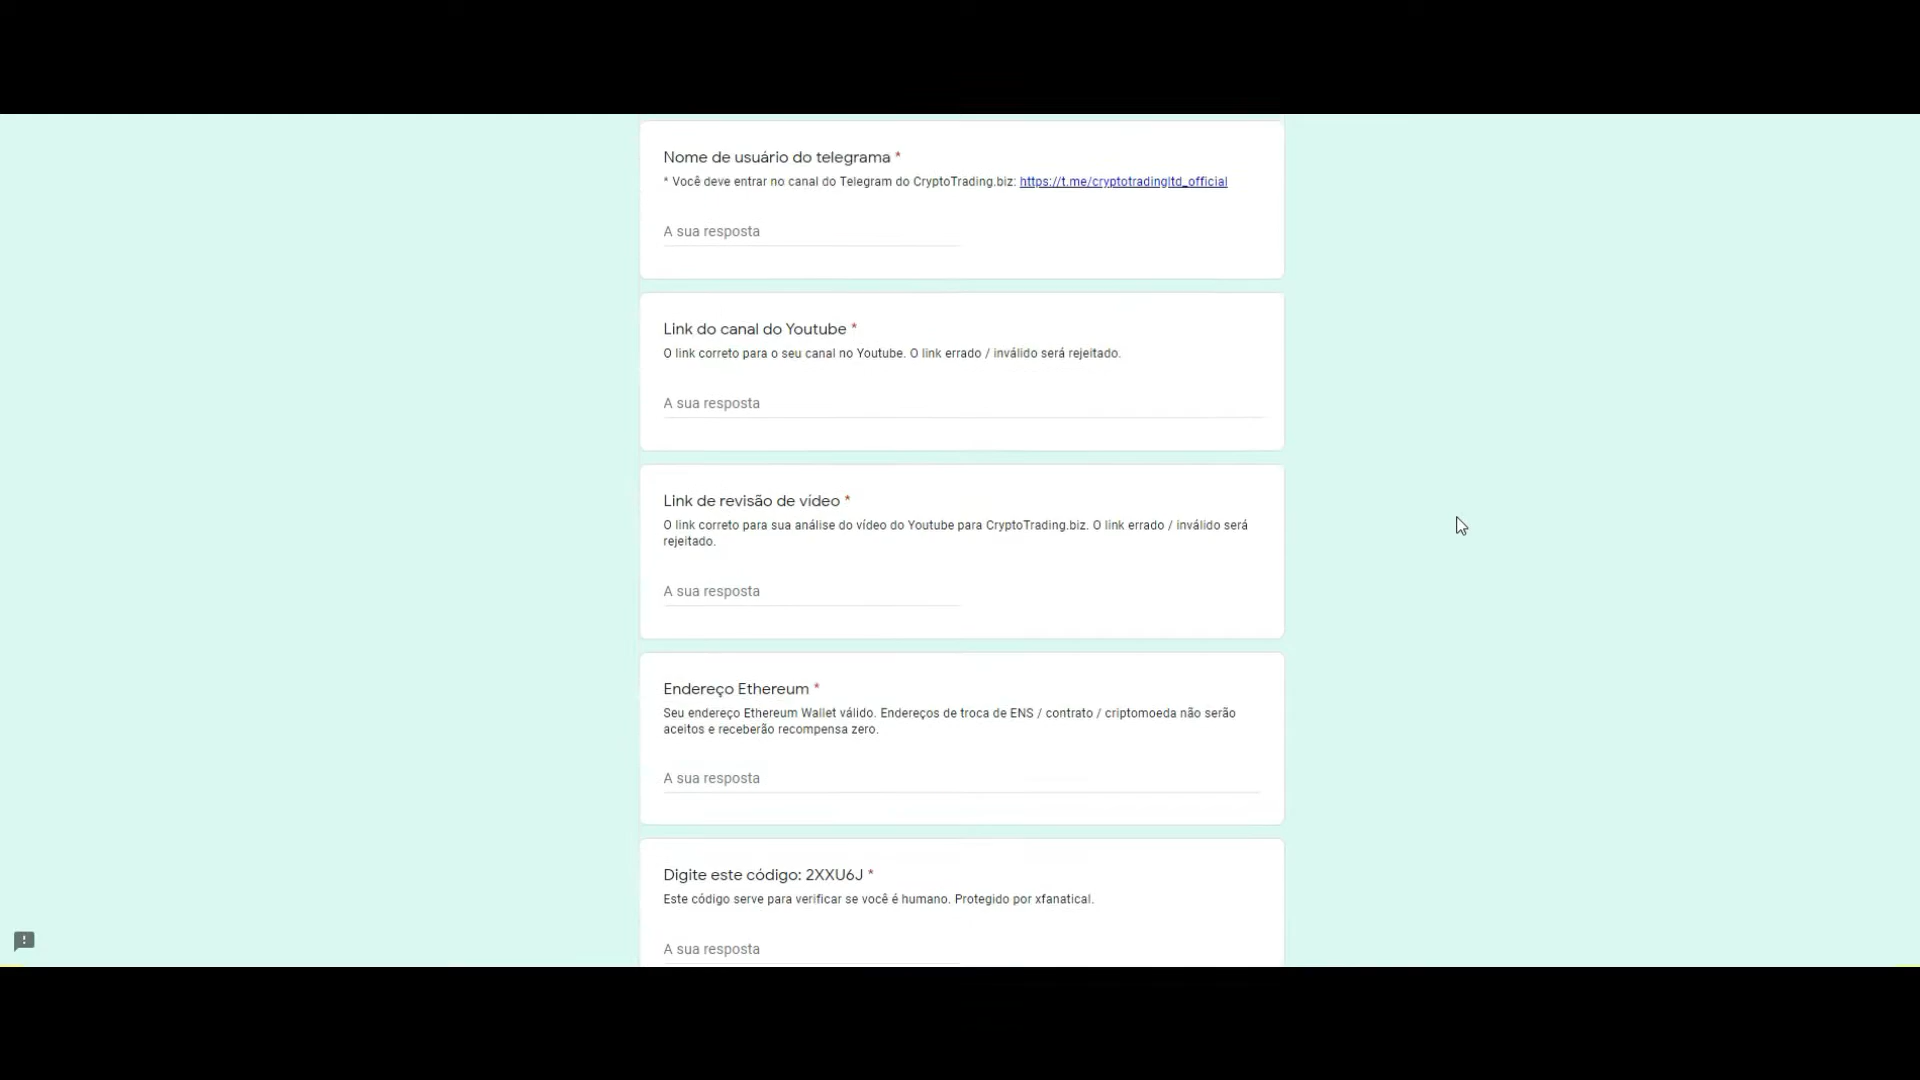 Nome de usuário do telegrama *
* Você deve entrar no canal do Telegram do CryptoTrading.biz: https://t.me/cryptotradingltd_official
A sua resposta
Link do canal do Youtube *
O link correto para o seu canal no Youtube. O link errado / inválido será rejeitado.
A sua resposta
Link de revisão de vídeo *
O link correto para sua análise do vídeo do Youtube para CryptoTrading.biz. O link errado / inválido será
rejeitado.
A sua resposta
Endereço Ethereum *
Seu endereço Ethereum Wallet válido. Endereços de troca de ENS / contrato / criptomoeda não serão
aceitos e receberão recompensa zero.
A sua resposta
Digite este código: 2XXU6J *
Este código serve para verificar se você é humano. Protegido por xfanatical.
A sua resposta